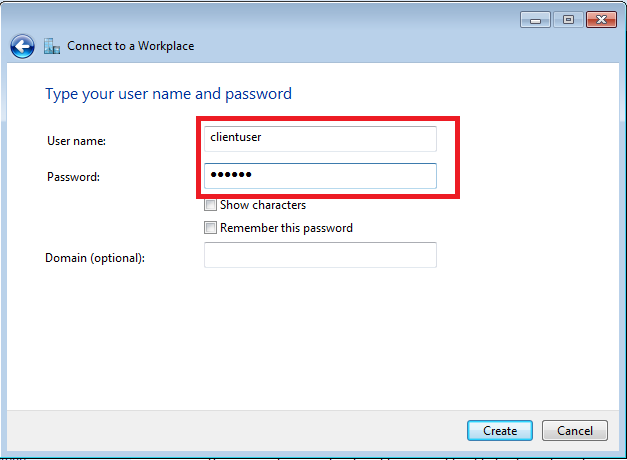 Connect to a Workplace
Type your user name and password
User name:
clientuser
Password:
●●●●●●
Show characters
Remember this password
Domain (optional):
Create
Cancel